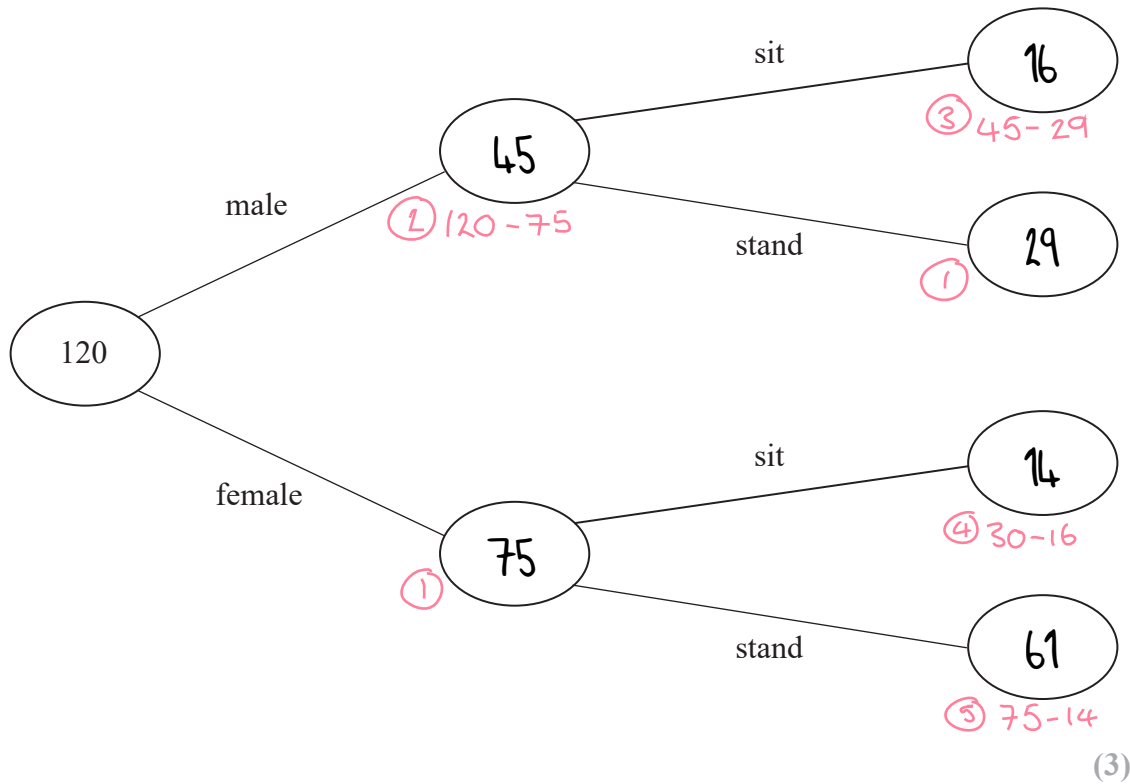 sit
16
③ 45-29
male
45
② 120-75
stand
29
①
120
female
sit
14
④ 30-16
75
①
stand
61
⑤ 75-14
(3)